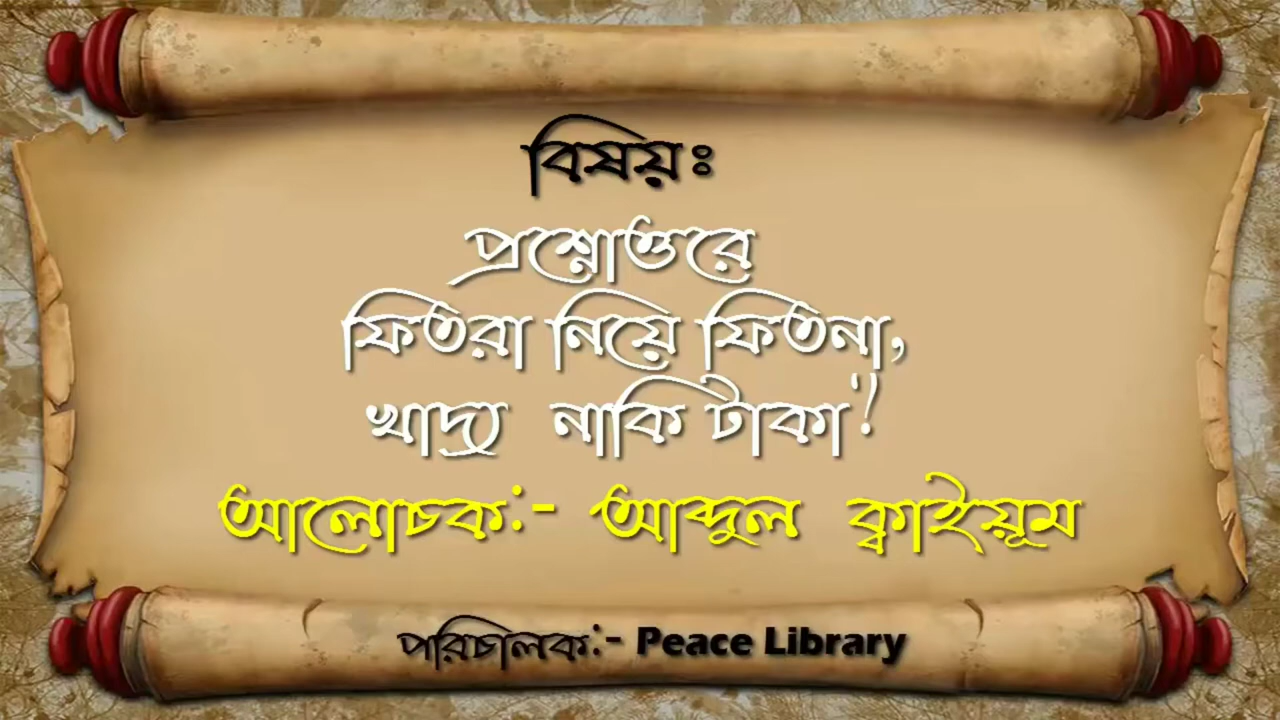 বিষয়ঃ
প্রশ্নোত্তরে
ফিতরা নিয়ে ফিতনা,
খাদ্য নাকি টাকা?
আলোচক:- আব্দুল ক্বাইয়ূম
পরিচালক:- Peace Library